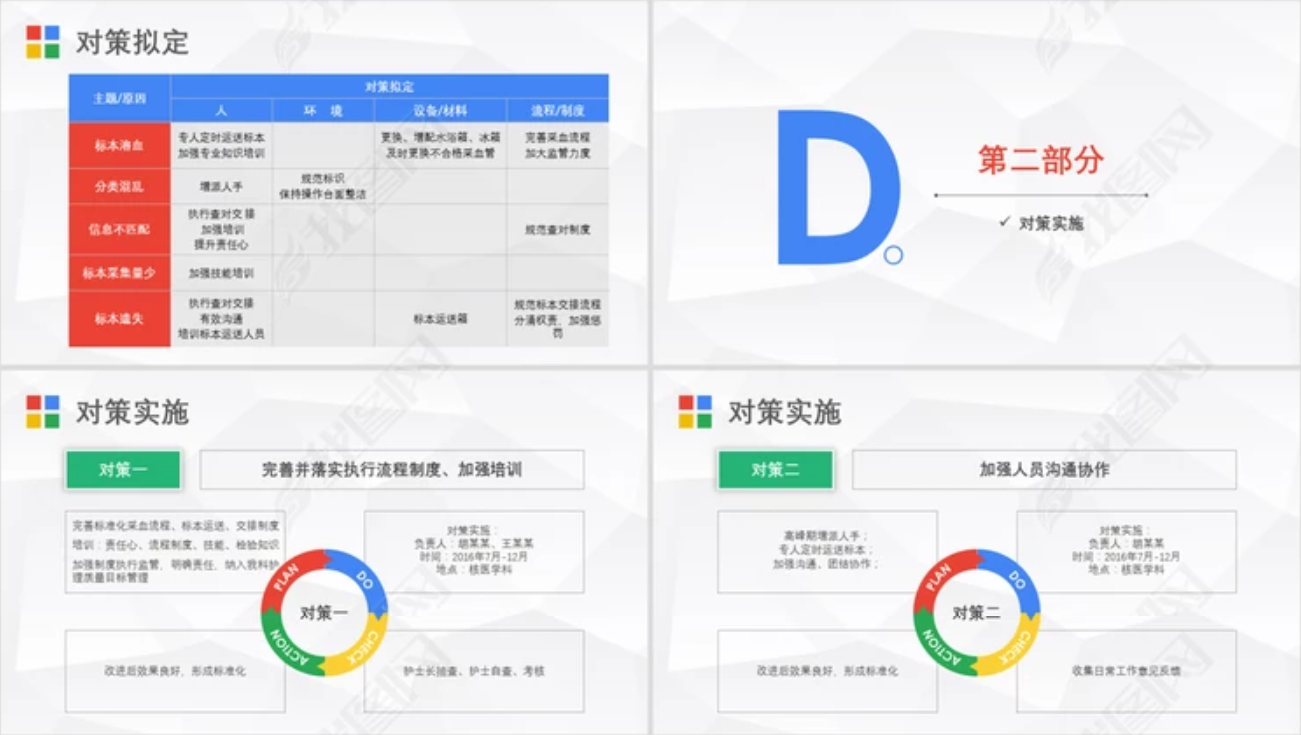 对策拟定
主题/原因
对策拟定
人
环 境
设备/材料
流程/制度
标本溶血
专人定时运送标本
加强专业知识培训
更换、增配水浴箱、冰箱
及时更换不合格采血管
完善采血流程
加大监管力度
分类混乱
增派人手
规范标识
保持操作台面整洁
信息不匹配
执行查对交接
加强培训
提升责任心
规范查对制度
标本采集量少
加强技能培训
标本遗失
执行查对交接
有效沟通
培训标本运送人员
标本运送箱
规范标本交接流程
分清权责，加强惩
罚
D
第二部分
✓ 对策实施
对策实施
对策一
完善并落实执行流程制度、加强培训
完善标准化采血流程、标本运送、交接制度
培训：责任心、流程制度、技能、检验知识
加强制度执行监管，明确责任，纳入我科护
理质量目标管理
对策实施：
负责人：胡某某、王某某
时间：2016年7月-12月
地点：核医学科
PLAN
DO
对策一
ACTION
CHECK
改进后效果良好，形成标准化
护士长抽查、护士自查、考核
对策实施
对策二
加强人员沟通协作
高峰期增派人手；
专人定时运送标本；
加强沟通、团结协作；
对策实施：
负责人：胡某某
时间：2016年7月-12月
地点：核医学科
PLAN
DO
对策二
ACTION
CHECK
改进后效果良好，形成标准化
收集日常工作意见反馈